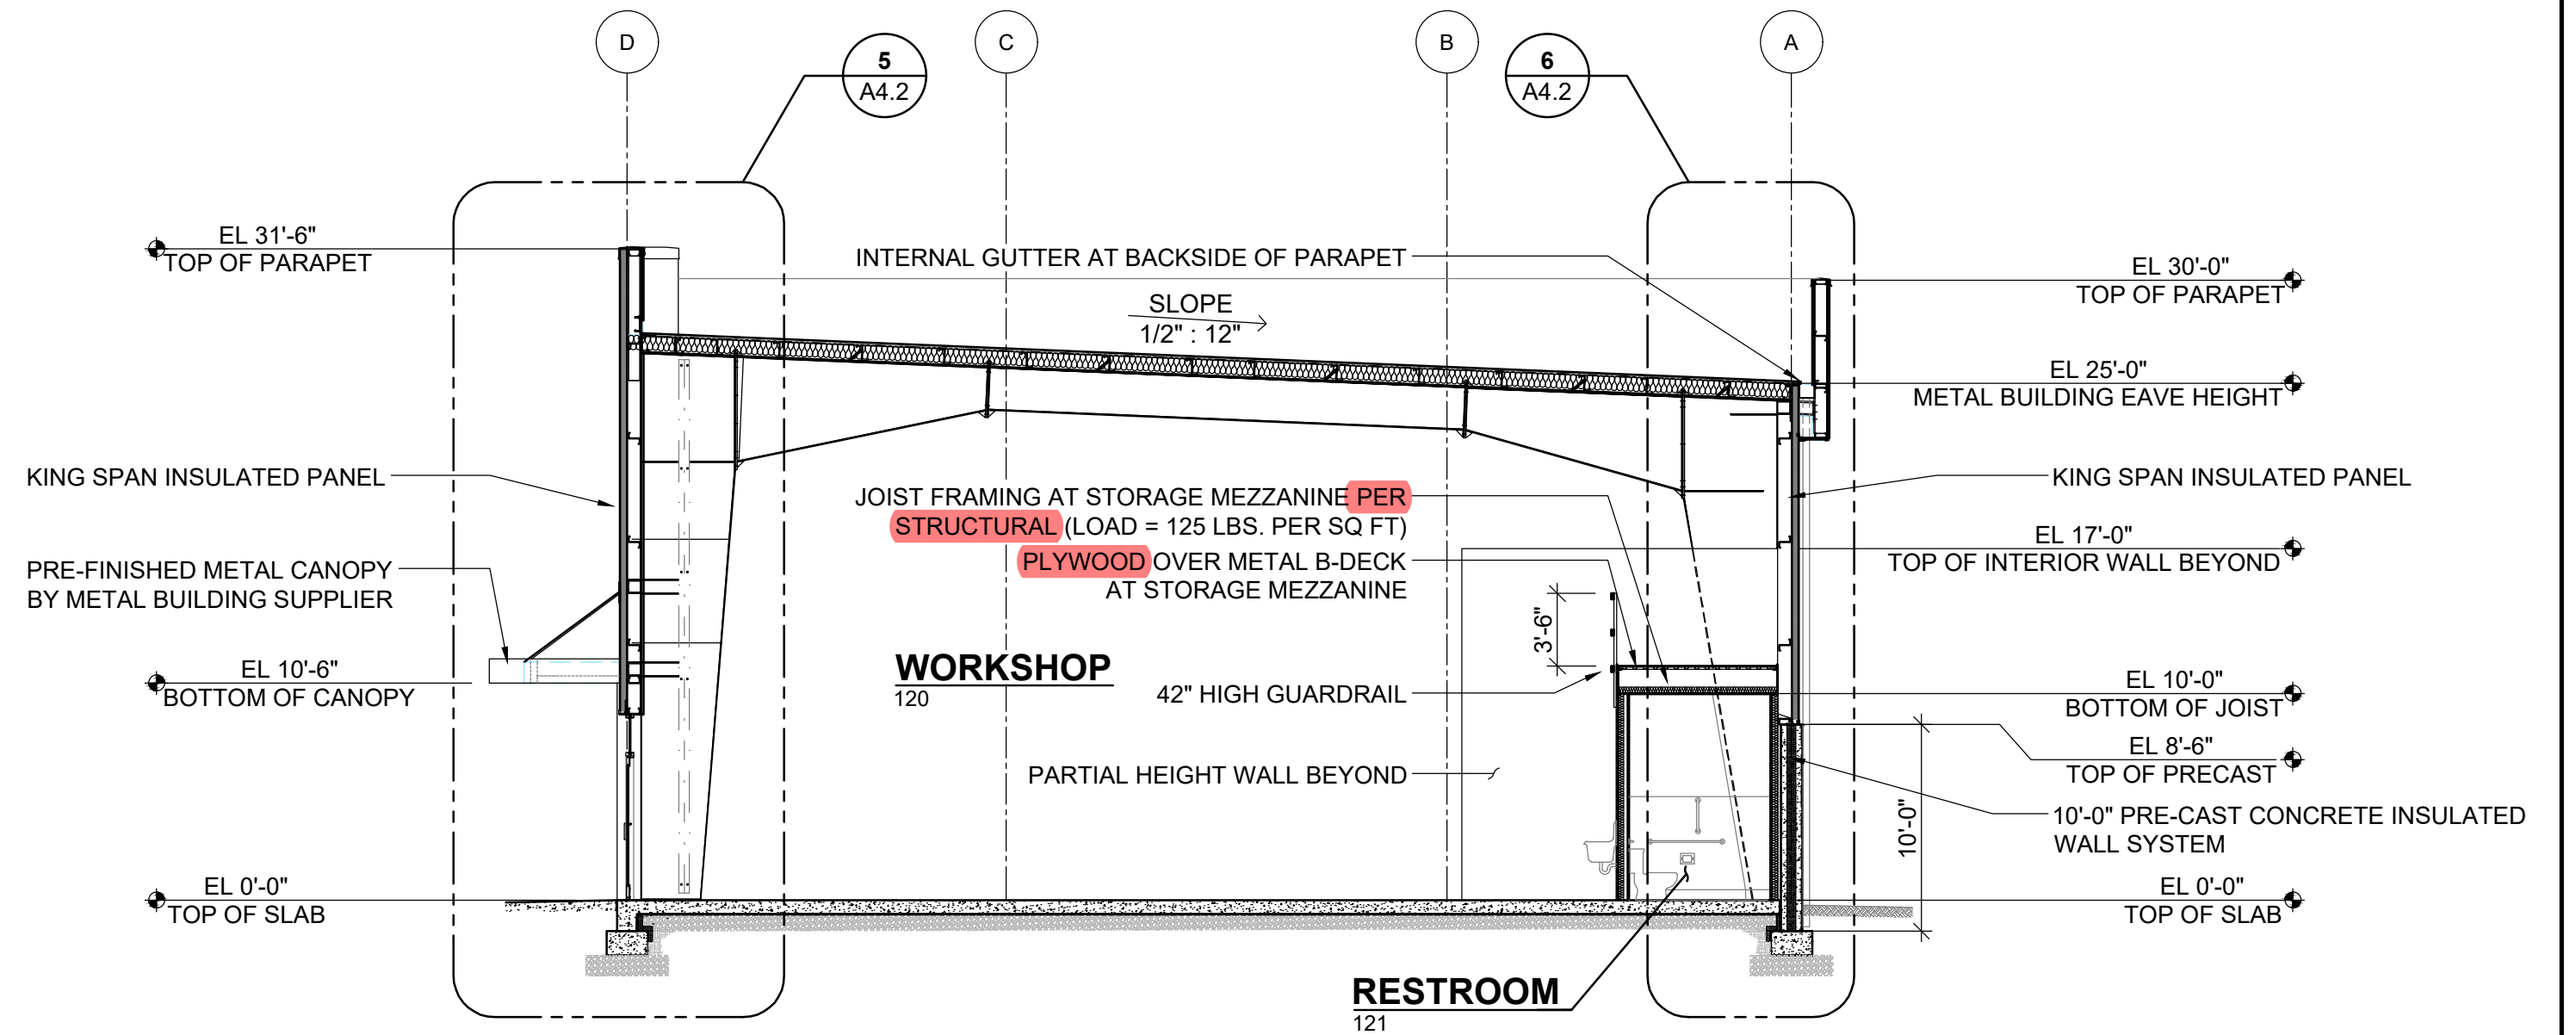 D
C
B
A
5
A4.2
6
A4.2
EL 31'-6"
TOP OF PARAPET
INTERNAL GUTTER AT BACKSIDE OF PARAPET
EL 30'-0"
TOP OF PARAPET
SLOPE
1/2" : 12"
EL 25'-0"
METAL BUILDING EAVE HEIGHT
KING SPAN INSULATED PANEL
JOIST FRAMING AT STORAGE MEZZANINE PER
STRUCTURAL (LOAD = 125 LBS. PER SQ FT)
KING SPAN INSULATED PANEL
PLYWOOD OVER METAL B-DECK
AT STORAGE MEZZANINE
EL 17'-0"
TOP OF INTERIOR WALL BEYOND
PRE-FINISHED METAL CANOPY
BY METAL BUILDING SUPPLIER
3'-6"
EL 10'-6"
BOTTOM OF CANOPY
WORKSHOP
120
42" HIGH GUARDRAIL
EL 10'-0"
BOTTOM OF JOIST
EL 8'-6"
TOP OF PRECAST
PARTIAL HEIGHT WALL BEYOND
10'-0"
10'-0" PRE-CAST CONCRETE INSULATED
WALL SYSTEM
EL 0'-0"
TOP OF SLAB
EL 0'-0"
TOP OF SLAB
RESTROOM
121